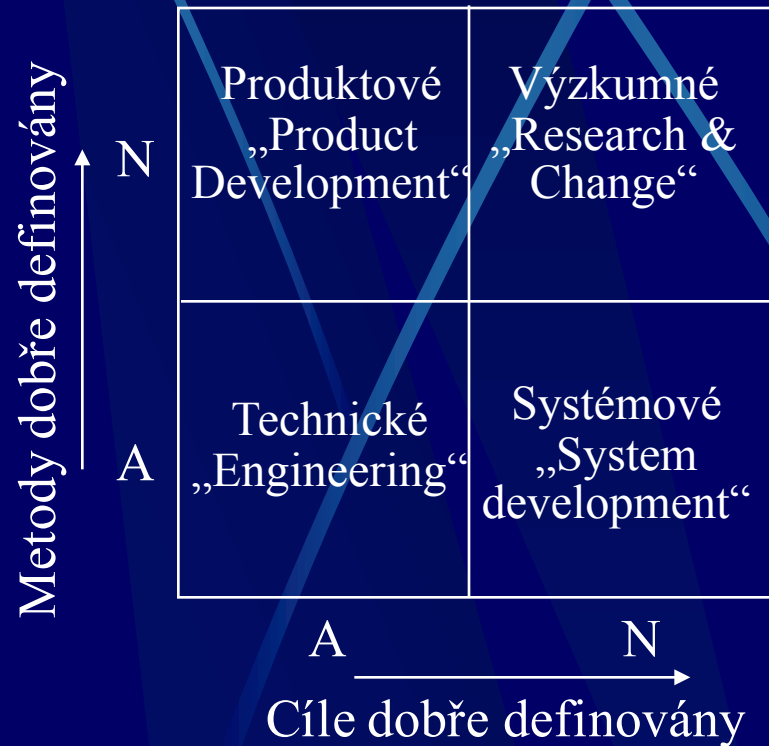 Metody dobře definovány
N
Produktové
„Product
Development“
Výzkumné
„Research &
Change“
A
Technické
„Engineering“
Systémové
„System
development“
A
N
Cíle dobře definovány